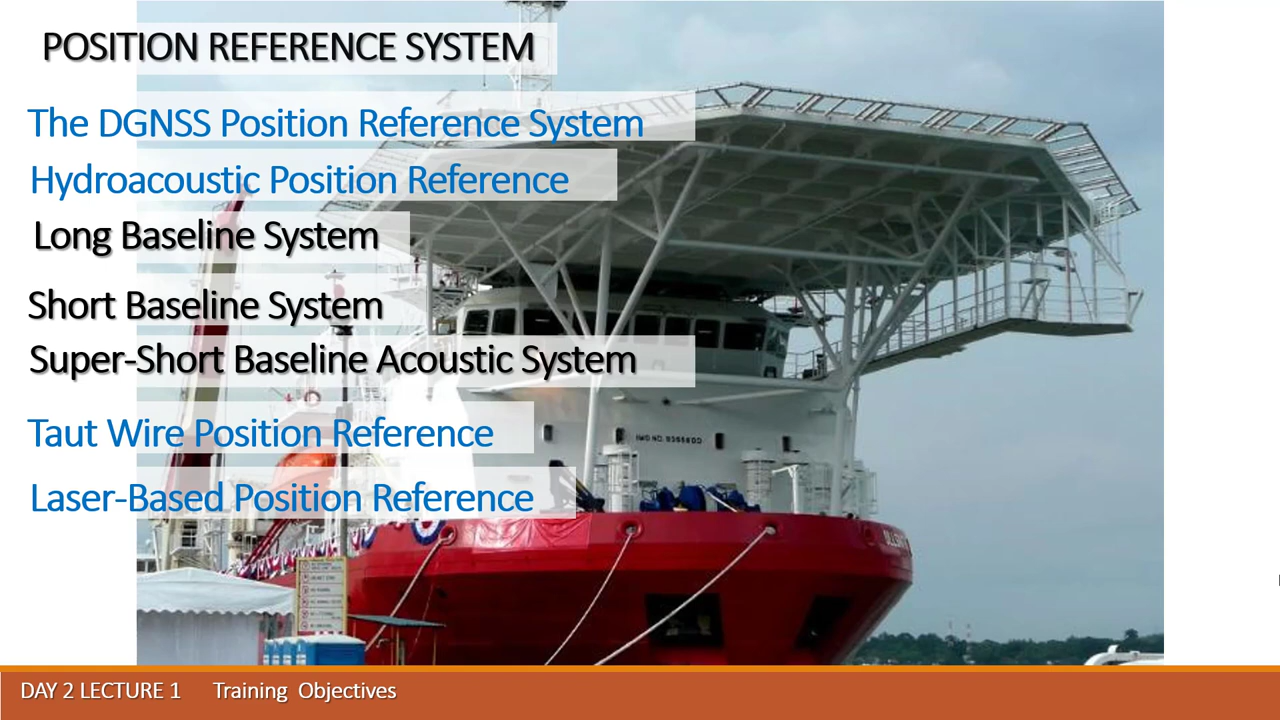 POSITION REFERENCE SYSTEM
The DGNSS Position Reference System
Hydroacoustic Position Reference
Long Baseline System
Short Baseline System
Super-Short Baseline Acoustic System
Taut Wire Position Reference
Laser-Based Position Reference
DAY 2 LECTURE 1 Training Objectives